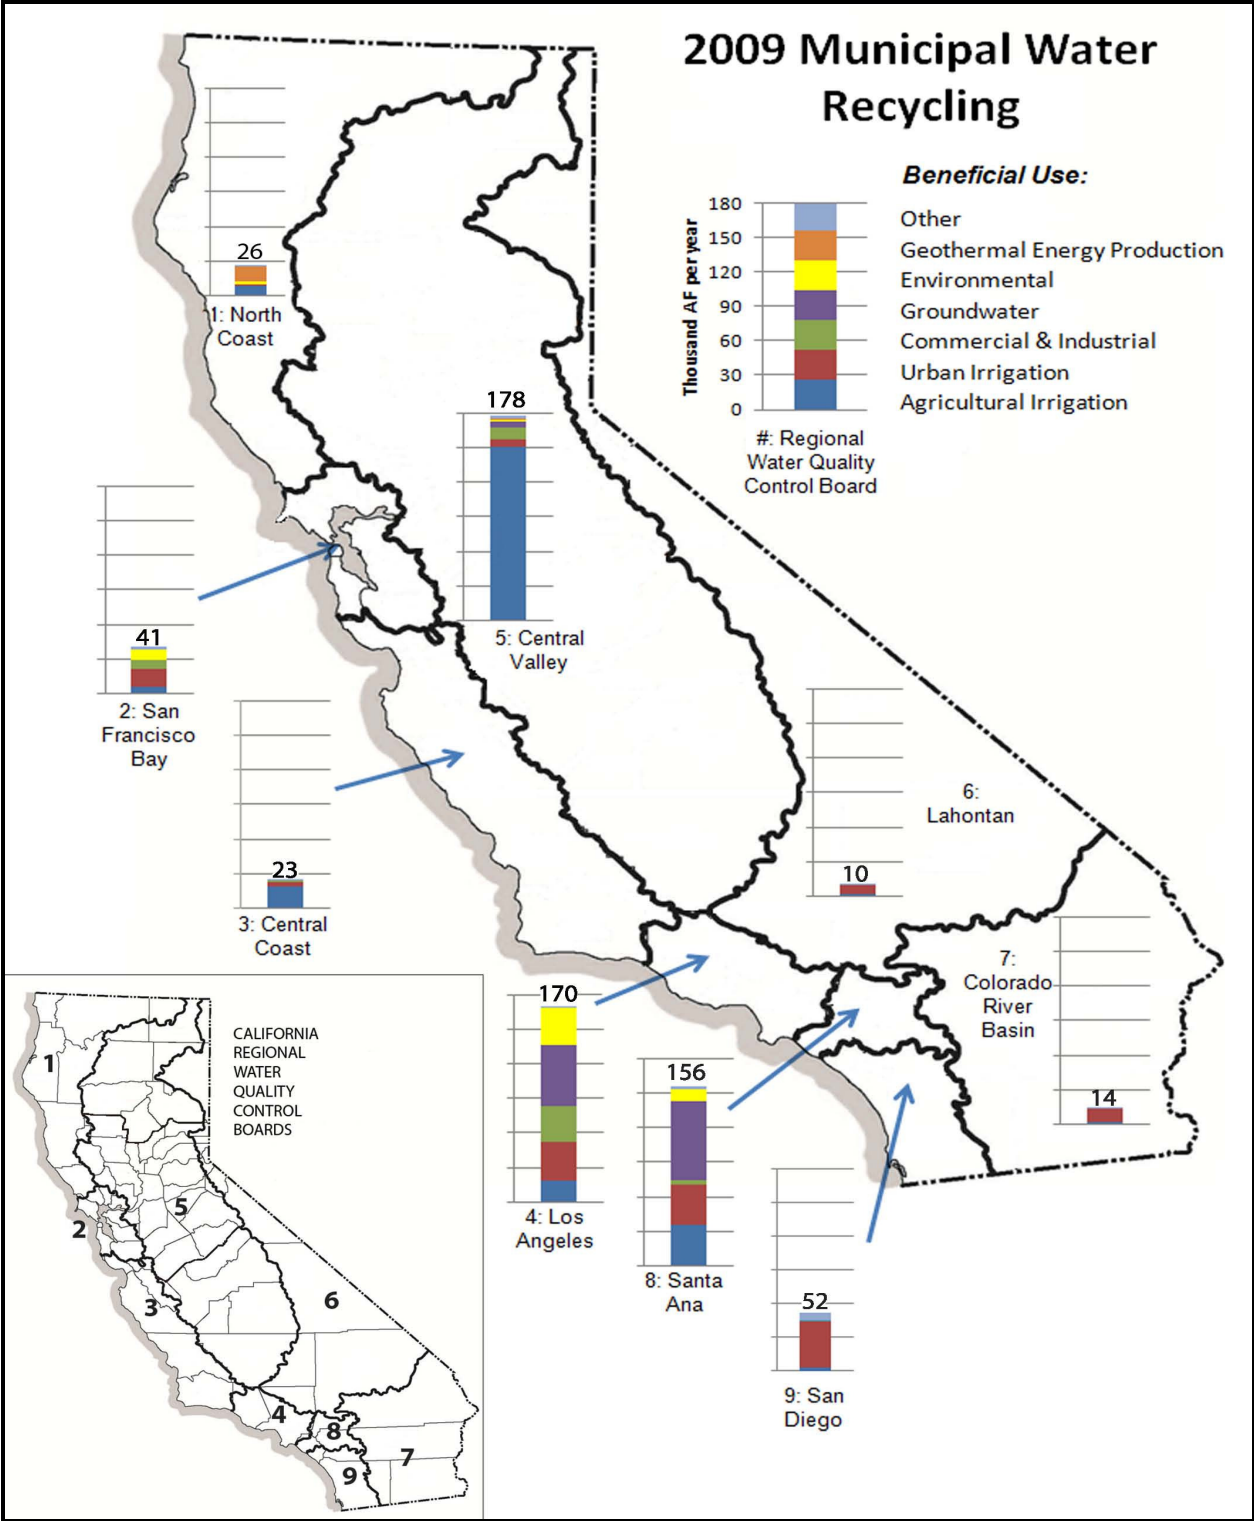 2009 Municipal Water
Recycling
Beneficial Use:
Thousand AF per year
180
150
120
90
60
30
0
Other
Geothermal Energy Production
Environmental
Groundwater
Commercial & Industrial
Urban Irrigation
Agricultural Irrigation
#: Regional
Water Quality
Control Board
26
1: North
Coast
178
5: Central
Valley
41
2: San
Francisco
Bay
23
3: Central
Coast
6:
Lahontan
10
7:
Colorado
River
Basin
14
170
4: Los
Angeles
156
8: Santa
Ana
52
9: San
Diego
CALIFORNIA
REGIONAL
WATER
QUALITY
CONTROL
BOARDS
1
2
3
4
5
6
7
8
9